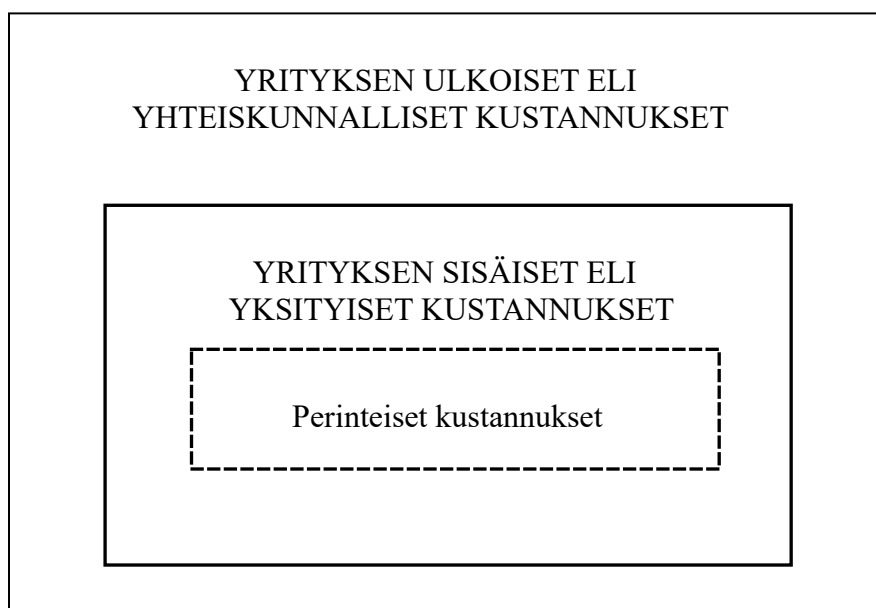 YRITYKSEN ULKOISET ELI
YHTEISKUNNALLISET KUSTANNUKSET
YRITYKSEN SISÄISET ELI
YKSITYISET KUSTANNUKSET
Perinteiset kustannukset